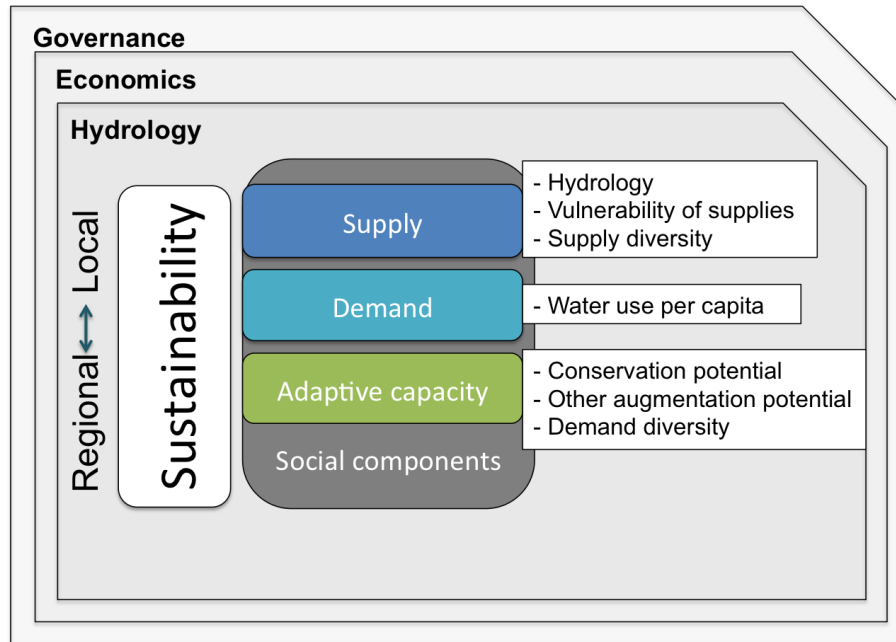 Governance
Economics
Hydrology
Regional↔Local
Sustainability
Supply
- Hydrology
- Vulnerability of supplies
- Supply diversity
Demand
- Water use per capita
Adaptive capacity
- Conservation potential
- Other augmentation potential
- Demand diversity
Social components